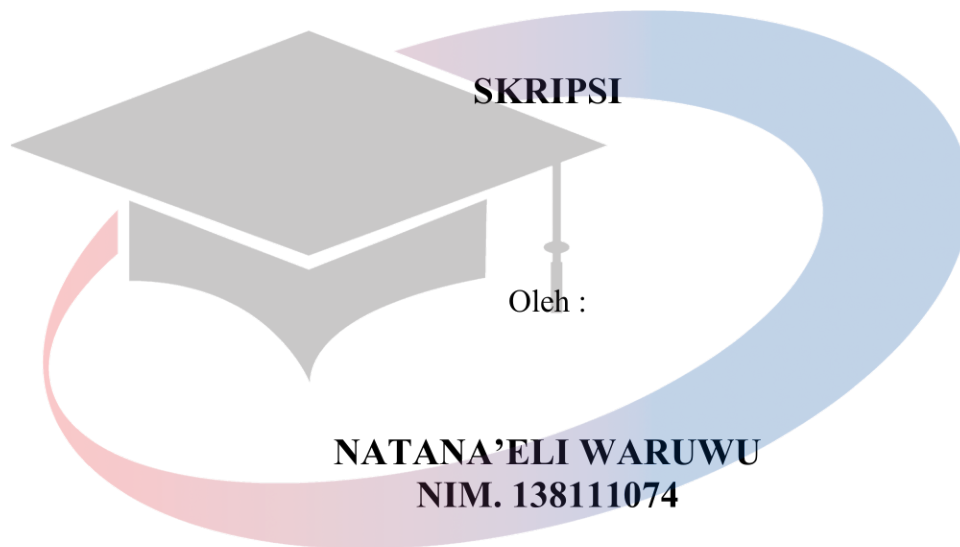 SKRIPSI
Oleh :
NATANA’ELI WARUWU
NIM. 138111074